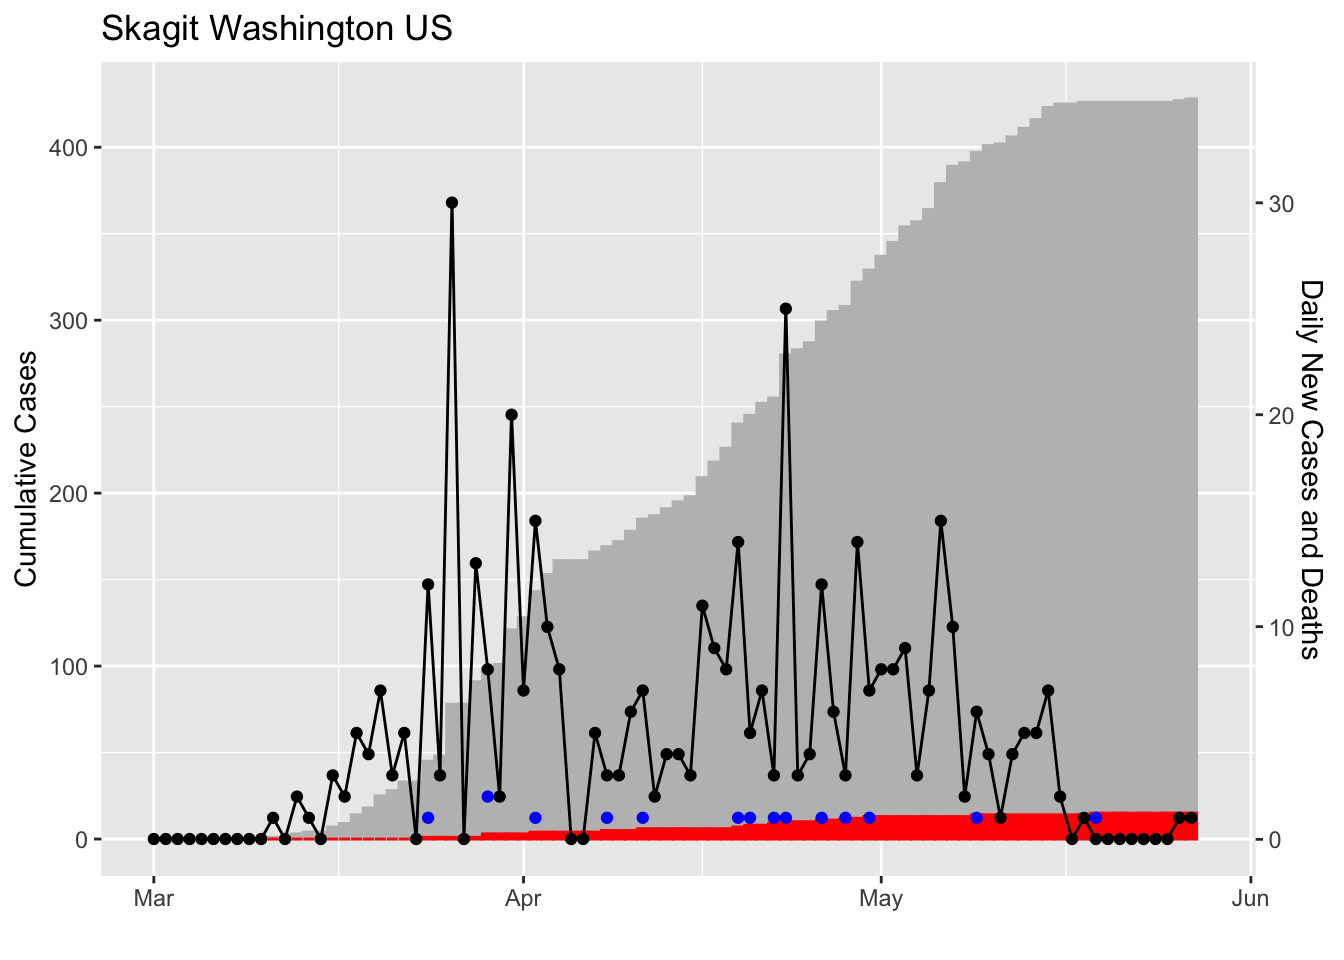 Skagit Washington US
Cumulative Cases
400
300
200
100
0
30
20
10
0
Daily New Cases and Deaths
Mar
Apr
May
Jun